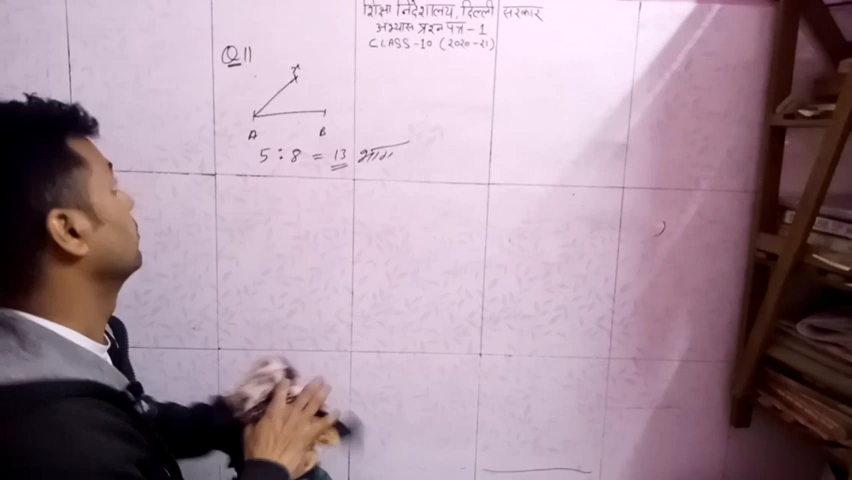 शिक्षा निदेशालय, दिल्ली सरकार
अभ्यास प्रश्न पत्र - 1
CLASS-10 (2020-21)
Q11
X
A B
5 : 8 = 13 भाग